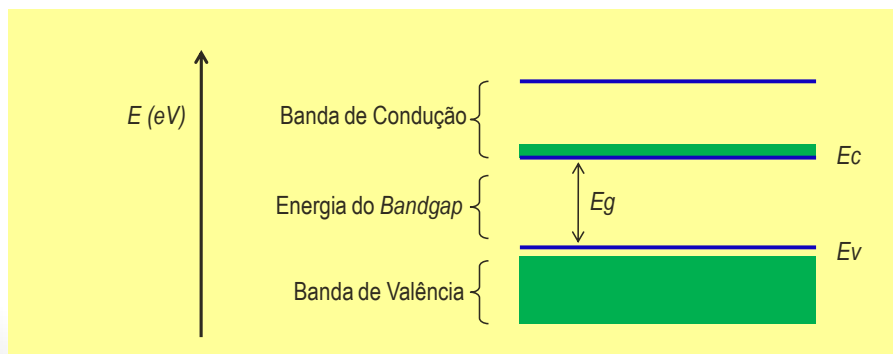 E (eV)
Banda de Condução
Ec
Energia do Bandgap
Eg
Ev
Banda de Valência